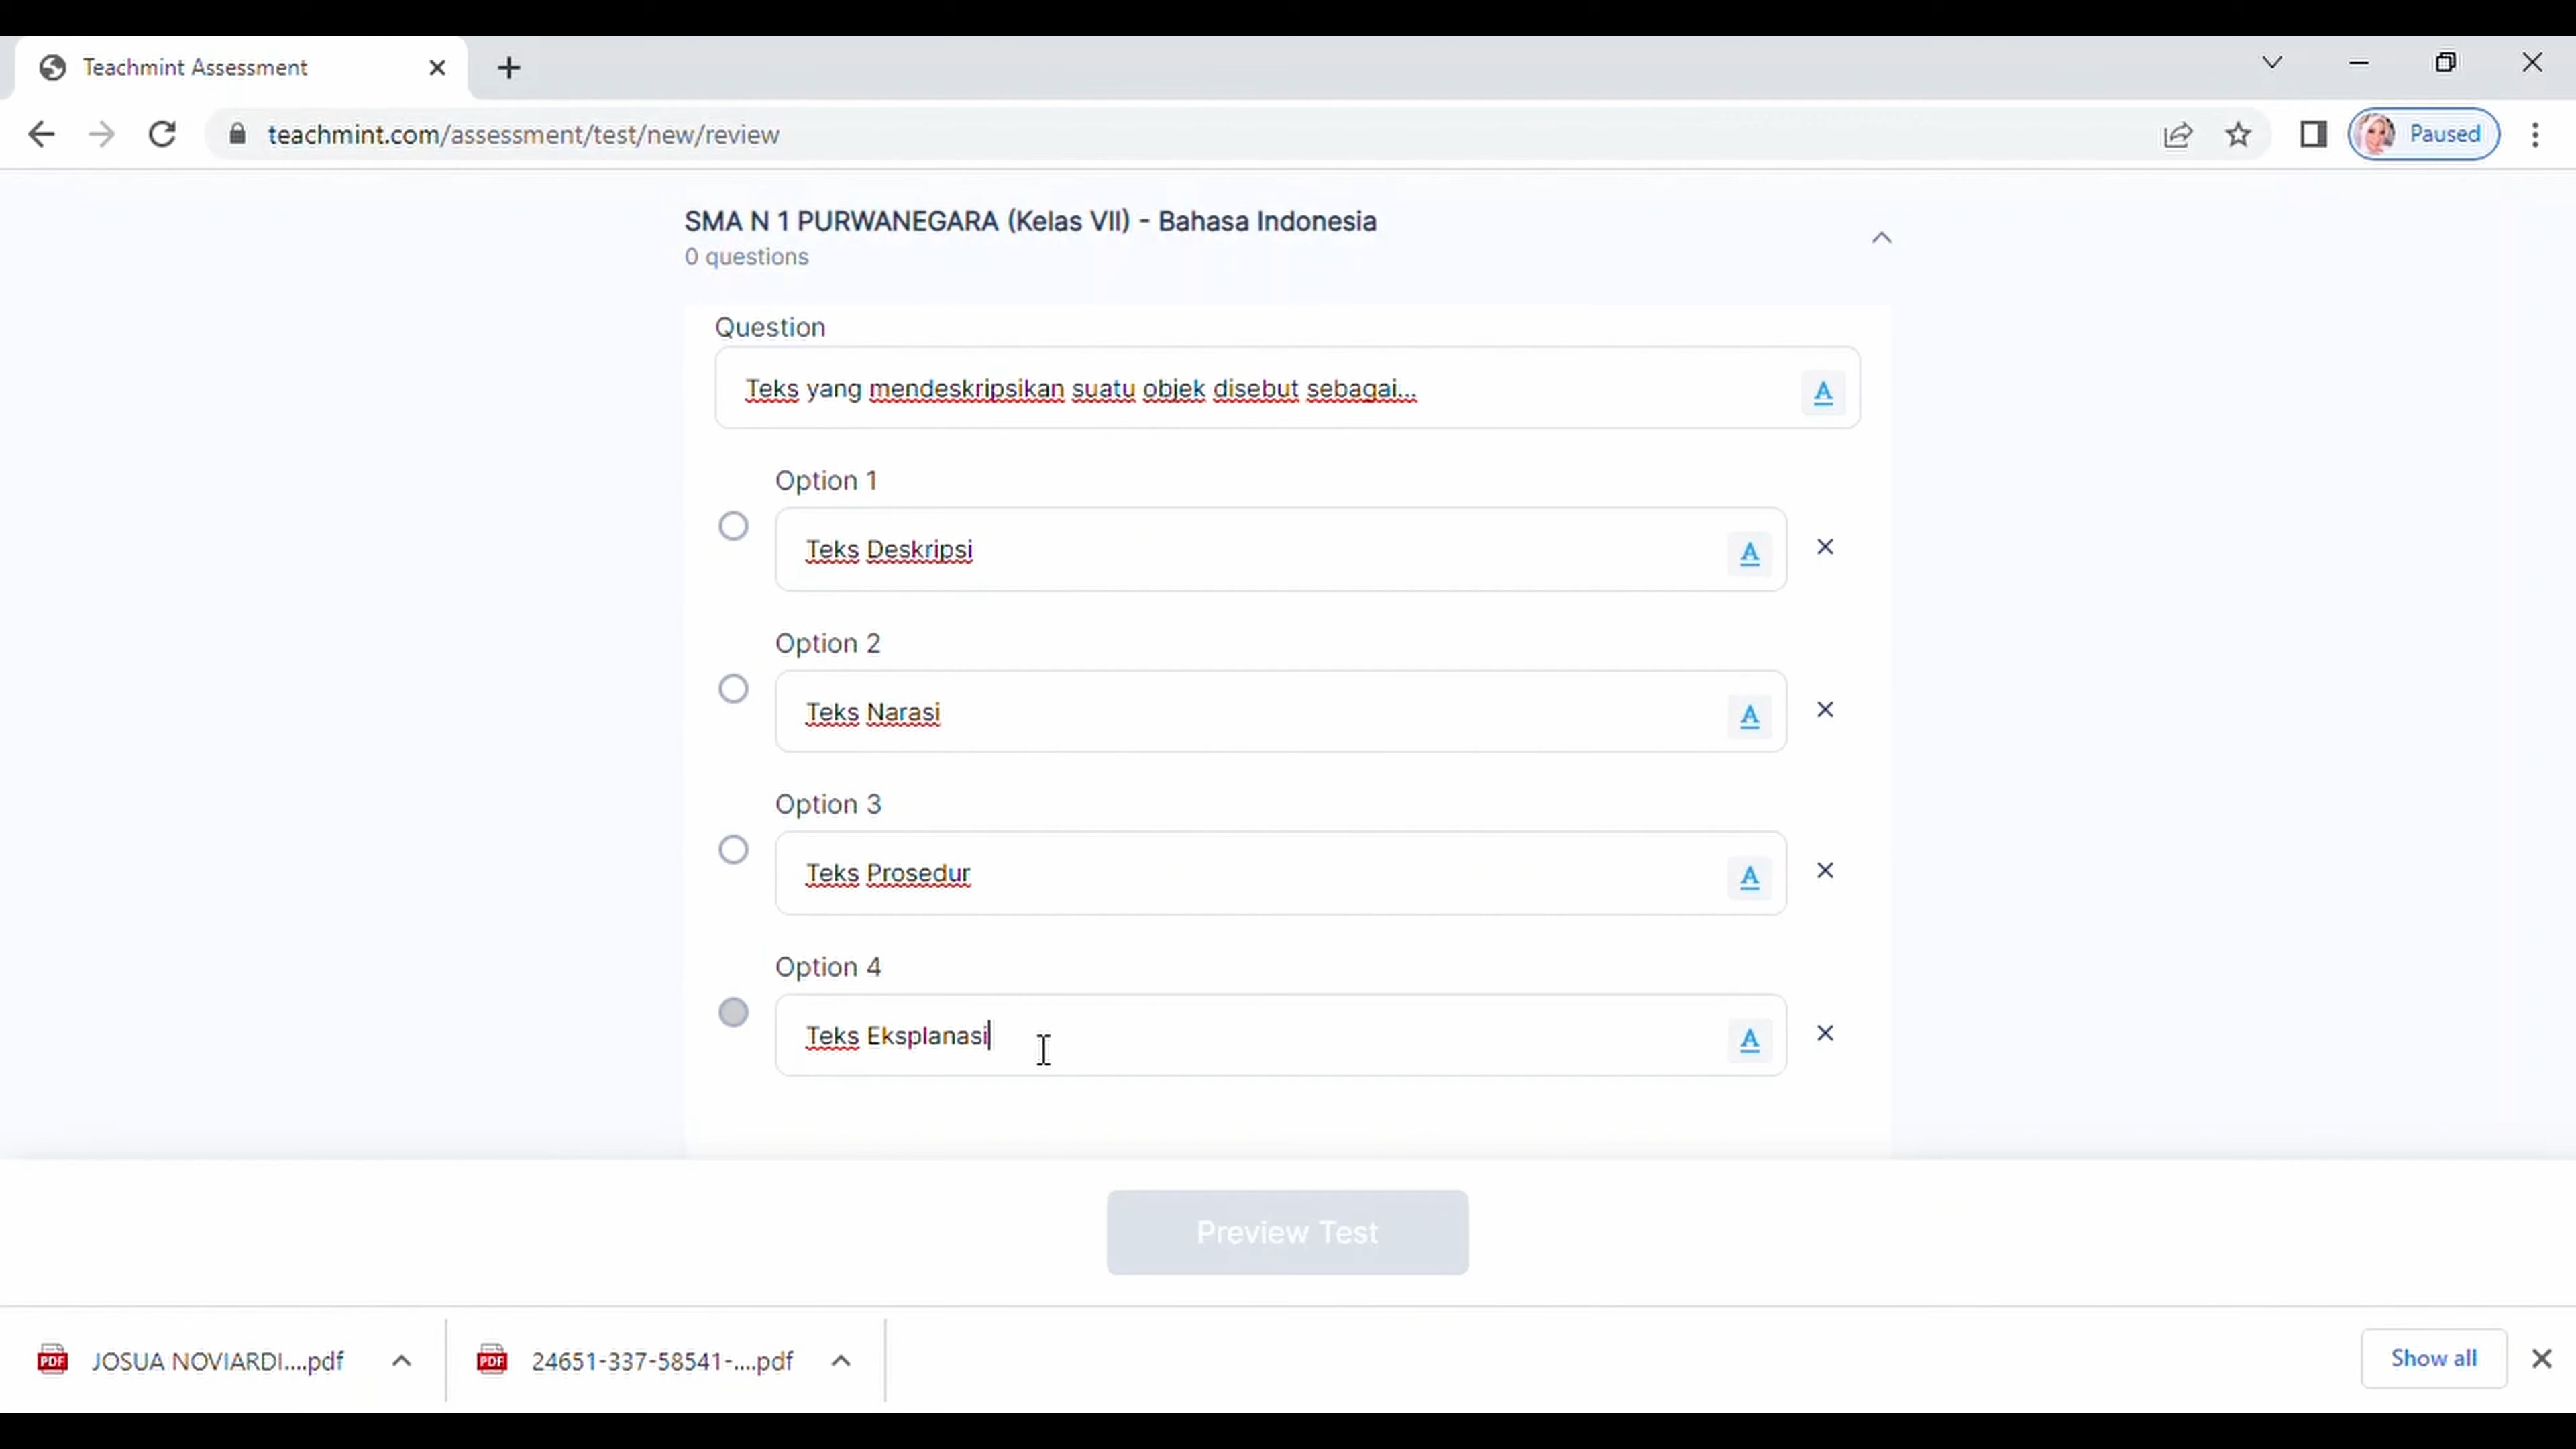 Teachmint Assessment
teachmint.com/assessment/test/new/review
Paused
SMA N 1 PURWANEGARA (Kelas VII) - Bahasa Indonesia
0 questions
Question
Teks yang mendeskripsikan suatu objek disebut sebagai...
A
Option 1
Teks Deskripsi
A
Option 2
Teks Narasi
A
Option 3
Teks Prosedur
A
Option 4
Teks Eksplanasi
A
Preview Test
PDF
JOSUA NOVIARDI....pdf
PDF
24651-337-58541-....pdf
Show all